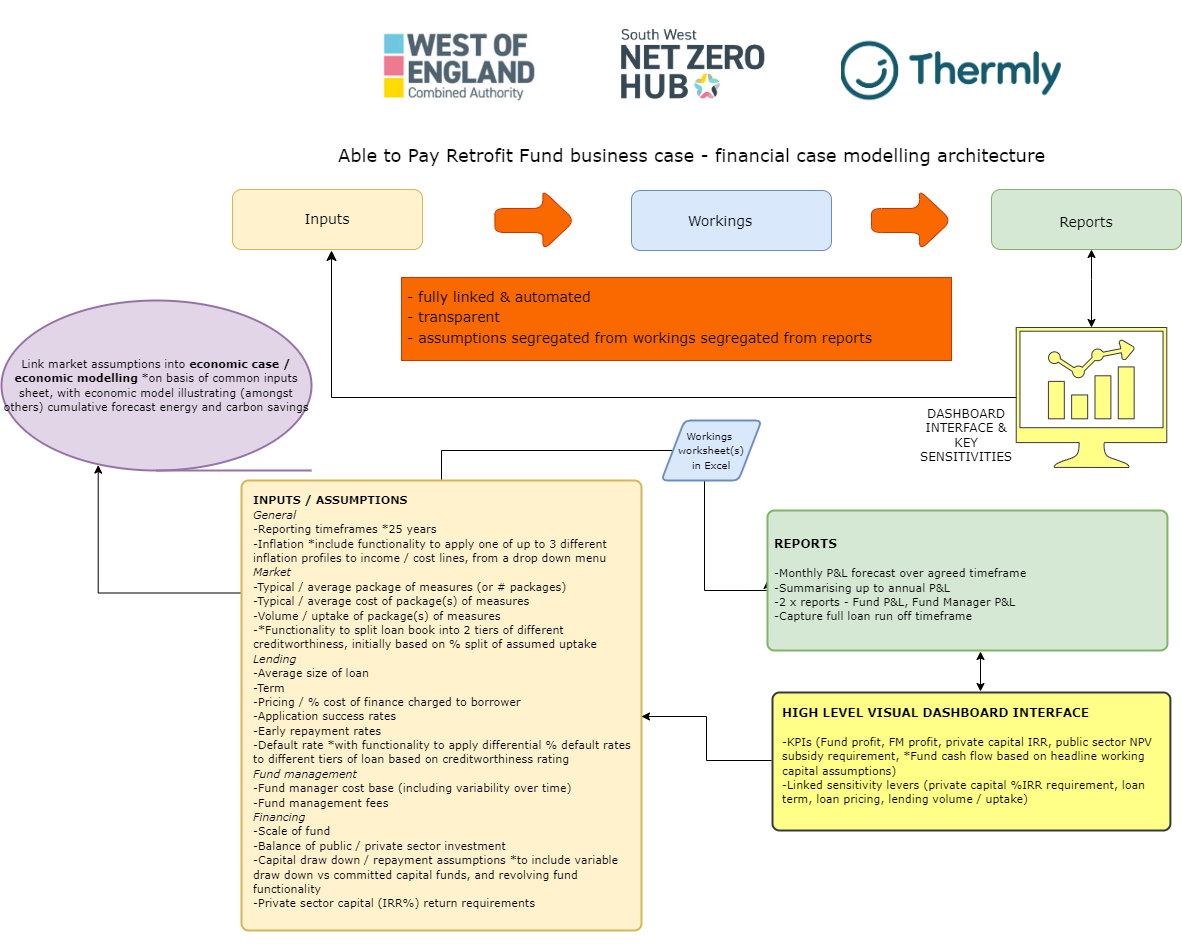 WEST OF
ENGLAND
Combined Authority
South West
NET ZERO
HUB
Thermly
Able to Pay Retrofit Fund business case - financial case modelling architecture
Inputs
Workings
Reports
- fully linked & automated
- transparent
- assumptions segregated from workings segregated from reports
Link market assumptions into economic case /
economic modelling *on basis of common inputs
sheet, with economic model illustrating (amongst
others) cumulative forecast energy and carbon savings
DASHBOARD
INTERFACE &
KEY
SENSITIVITIES
Workings
worksheet(s)
in Excel
INPUTS / ASSUMPTIONS
General
-Reporting timeframes *25 years
-Inflation *include functionality to apply one of up to 3 different
inflation profiles to income / cost lines, from a drop down menu
Market
-Typical / average package of measures (or # packages)
-Typical / average cost of package(s) of measures
-Volume / uptake of package(s) of measures
-*Functionality to split loan book into 2 tiers of different
creditworthiness, initially based on % split of assumed uptake
Lending
-Average size of loan
-Term
-Pricing / % cost of finance charged to borrower
-Application success rates
-Early repayment rates
-Default rate *with functionality to apply differential % default rates
to different tiers of loan based on creditworthiness rating
Fund management
-Fund manager cost base (including variability over time)
-Fund management fees
Financing
-Scale of fund
-Balance of public / private sector investment
-Capital draw down / repayment assumptions *to include variable
draw down vs committed capital funds, and revolving fund
functionality
-Private sector capital (IRR%) return requirements
REPORTS
-Monthly P&L forecast over agreed timeframe
-Summarising up to annual P&L
-2 x reports - Fund P&L, Fund Manager P&L
-Capture full loan run off timeframe
HIGH LEVEL VISUAL DASHBOARD INTERFACE
-KPIs (Fund profit, FM profit, private capital IRR, public sector NPV
subsidy requirement, *Fund cash flow based on headline working
capital assumptions)
-Linked sensitivity levers (private capital %IRR requirement, loan
term, loan pricing, lending volume / uptake)